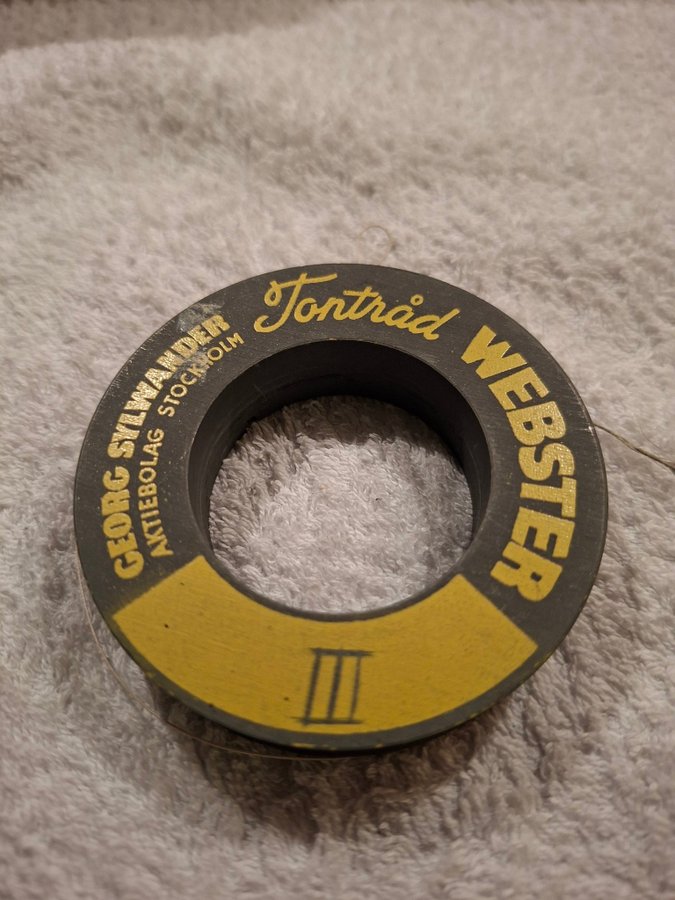 GEORG SYLWANDER
AKTIEBOLAG STOCKHOLM
Tontråd
WEBSTER
III